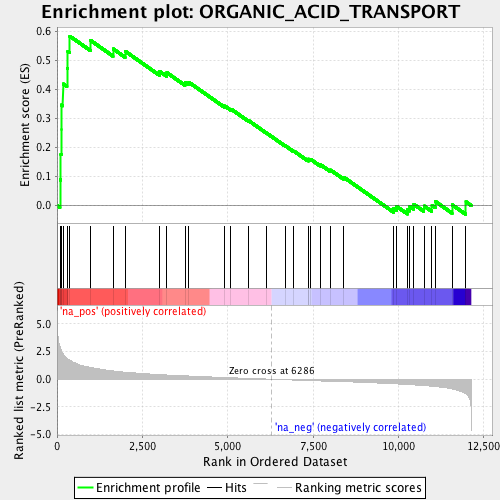 Enrichment plot: ORGANIC_ACID_TRANSPORT
Enrichment score (ES)
0.6
0.5
0.4
0.3
0.2
0.1
0.0
'na_pos' (positively correlated)
Ranked list metric (PreRanked)
5.0
2.5
0.0
-2.5
-5.0
Zero cross at 6286
'na_neg' (negatively correlated)
0
2,500
5,000
7,500
10,000
12,500
Rank in Ordered Dataset
Enrichment profile
Hits
Ranking metric scores